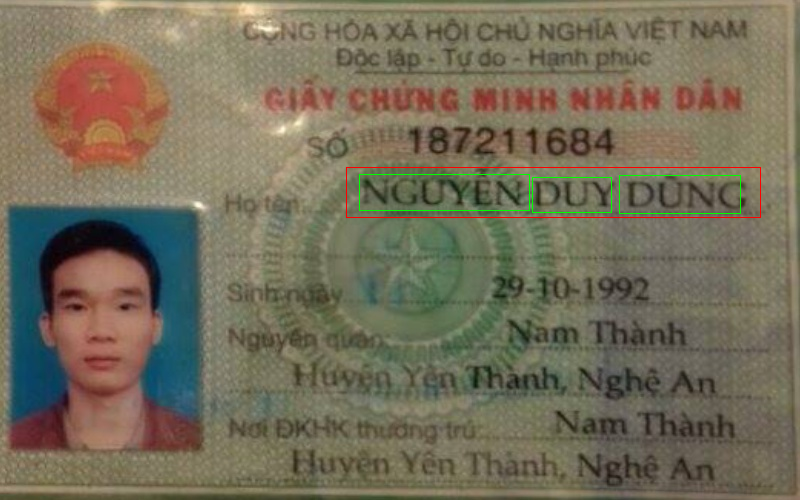 CỘNG HÒA XÃ HỘI CHỦ NGHĨA VIỆT NAM
Độc lập - Tự do - Hạnh phúc
GIẤY CHỨNG MINH NHÂN DÂN
SỐ 187211684
Họ tên: NGUYỄN DUY DŨNG
Sinh ngày 29-10-1992
Nguyên quán: Nam Thành
Huyện Yên Thành, Nghệ An
Nơi ĐKHK thường trú: Nam Thành
Huyện Yên Thành, Nghệ An